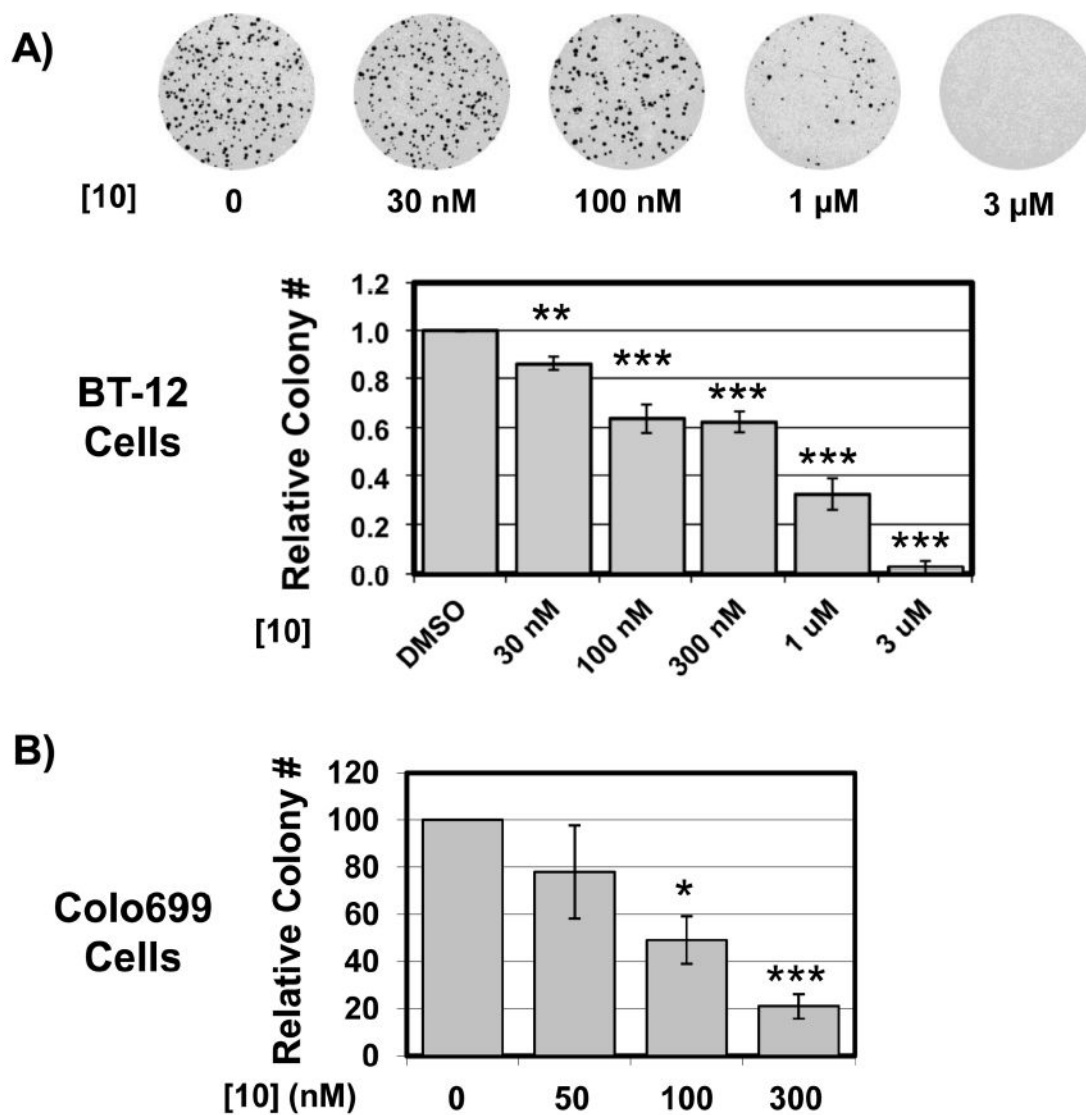 A)
[10] 0 30 nM 100 nM 1 µM 3 µM
BT-12
Cells
Relative Colony #
1.2
1.0
0.8
0.6
0.4
0.2
0.0
** *** *** *** ***
[10]
DMSO 30 nM 100 nM 300 nM 1 uM 3 uM
B)
Colo699
Cells
Relative Colony #
120
100
80
60
40
20
0
* ***
[10] (nM) 0 50 100 300